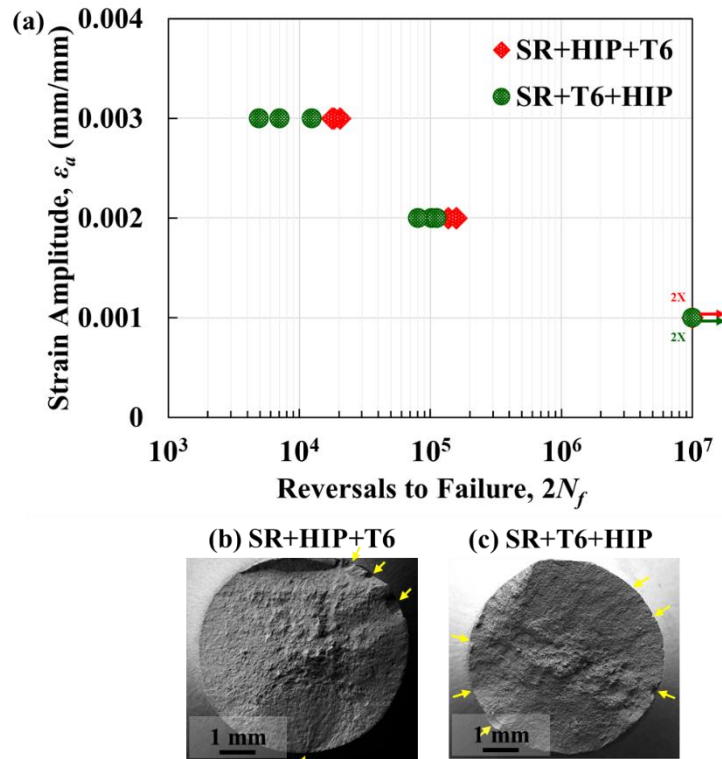 (a)
0.004
0.003
0.002
0.001
0
Strain Amplitude, εa (mm/mm)
SR+HIP+T6
SR+T6+HIP
2X
2X
10³ 10⁴ 10⁵ 10⁶ 10⁷
Reversals to Failure, 2Nf
(b) SR+HIP+T6
(c) SR+T6+HIP
1 mm
1 mm